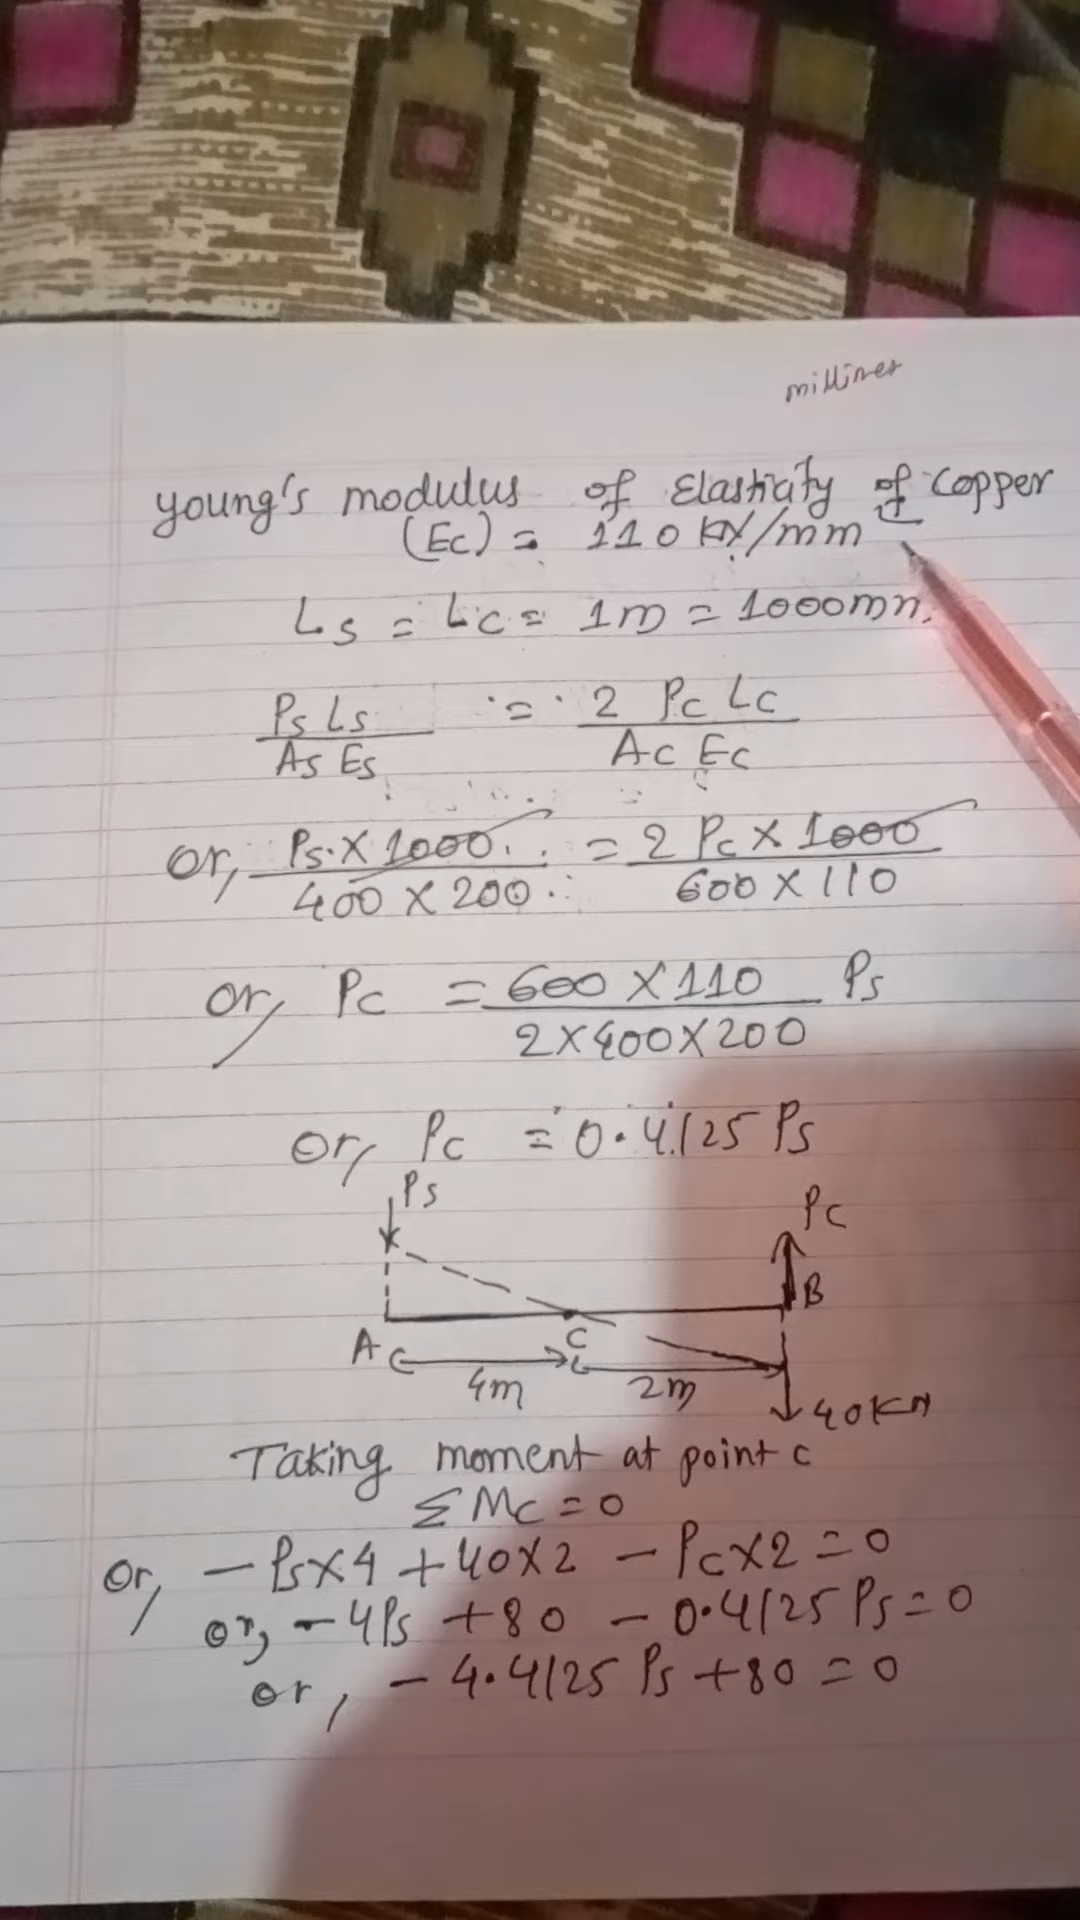 millimer
young's modulus of Elasticity of Copper
(Ec) = 110 KN/mm²
Ls = Lc = 1m = 1000mm.
Ps Ls / As Es = 2 Pc Lc / Ac Ec
or, Ps × 1000 / 400 × 200 = 2 Pc × 1000 / 600 × 110
or, Pc = 600 × 110 / 2×400×200 Ps
or, Pc = 0.4125 Ps
Ps
Pc
B
A
C
4m
2m
40KN
Taking moment at point c
ΣMc = 0
or, - Ps×4 + 40×2 - Pc×2 = 0
or, - 4Ps + 80 - 0.4125 Ps = 0
or, - 4.4125 Ps + 80 = 0